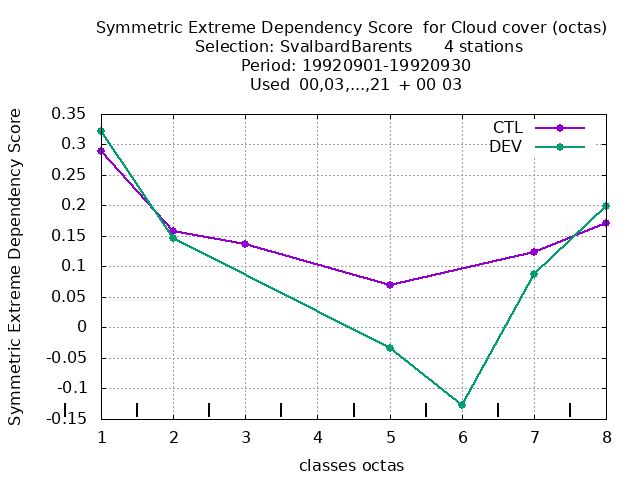 Symmetric Extreme Dependency Score  for Cloud cover (octas)
Selection: SvalbardBarents      4 stations
Period: 19920901-19920930
Used  00,03,...,21  + 00 03
Symmetric Extreme Dependency Score
0.35
0.3
0.25
0.2
0.15
0.1
0.05
0
-0.05
-0.1
-0.15
CTL
DEV
1 2 3 4 5 6 7 8
classes octas